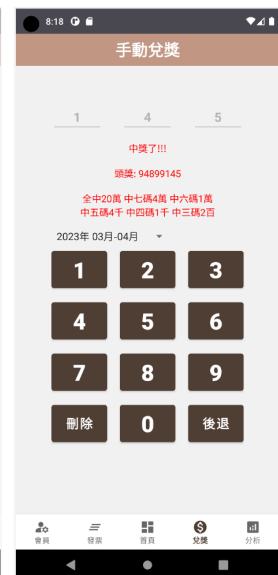 8:18
手動兌獎
1 4 5
中獎了!!!
頭獎: 94899145
全中20萬 中七碼4萬 中六碼1萬
中五碼4千 中四碼1千 中三碼2百
2023年 03月-04月
1 2 3
4 5 6
7 8 9
刪除 0 後退
會員 發票 首頁 兌獎 分析